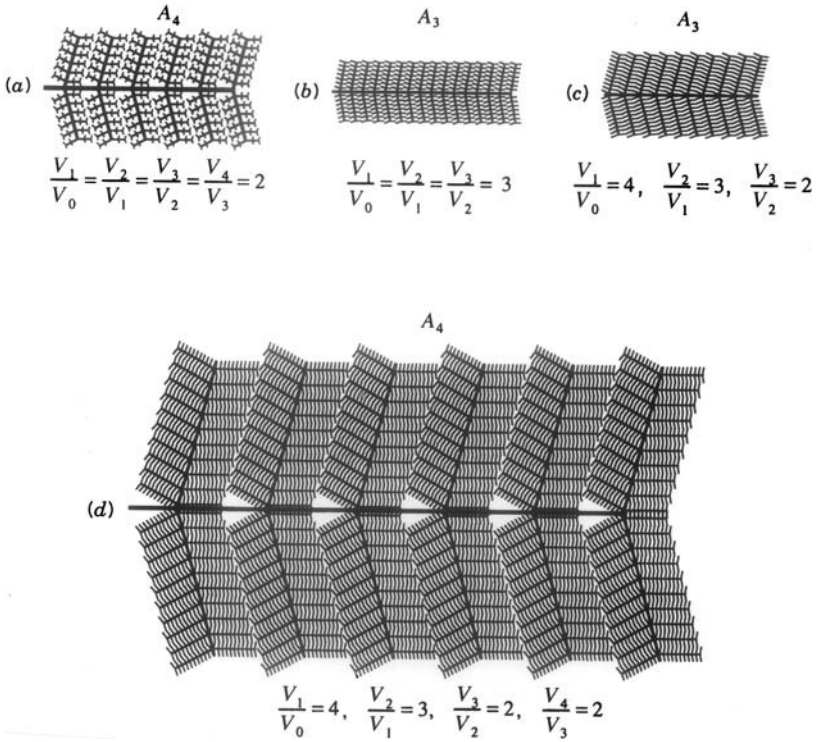 A₄
(a)
V₁/V₀ = V₂/V₁ = V₃/V₂ = V₄/V₃ = 2
A₃
(b)
V₁/V₀ = V₂/V₁ = V₃/V₂ = 3
A₃
(c)
V₁/V₀ = 4, V₂/V₁ = 3, V₃/V₂ = 2
A₄
(d)
V₁/V₀ = 4, V₂/V₁ = 3, V₃/V₂ = 2, V₄/V₃ = 2